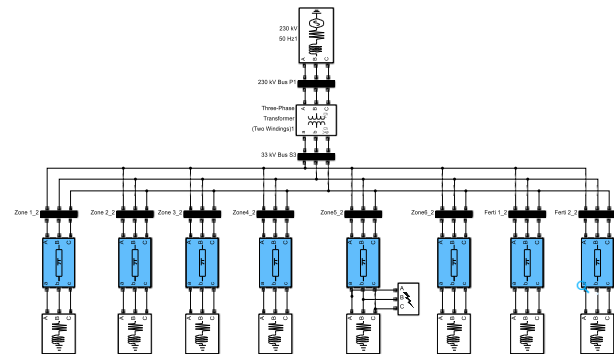 230 kV
50 Hz1
A B C
230 kV Bus P1
Three-Phase
Transformer
(Two Windings)1
A B C
a b c
33 kV Bus S3
Zone 1_2
Zone 2_2
Zone 3_2
Zone4_2
Zone5_2
Zone6_2
Ferti 1_2
Ferti 2_2
A B C
A B C
A B C
A B C
A B C
A B C
A B C
A B C
a b c
a b c
a b c
a b c
a b c
a b c
a b c
a b c
A
B
C
A B C
A B C
A B C
A B C
A B C
A B C
A B C
A B C